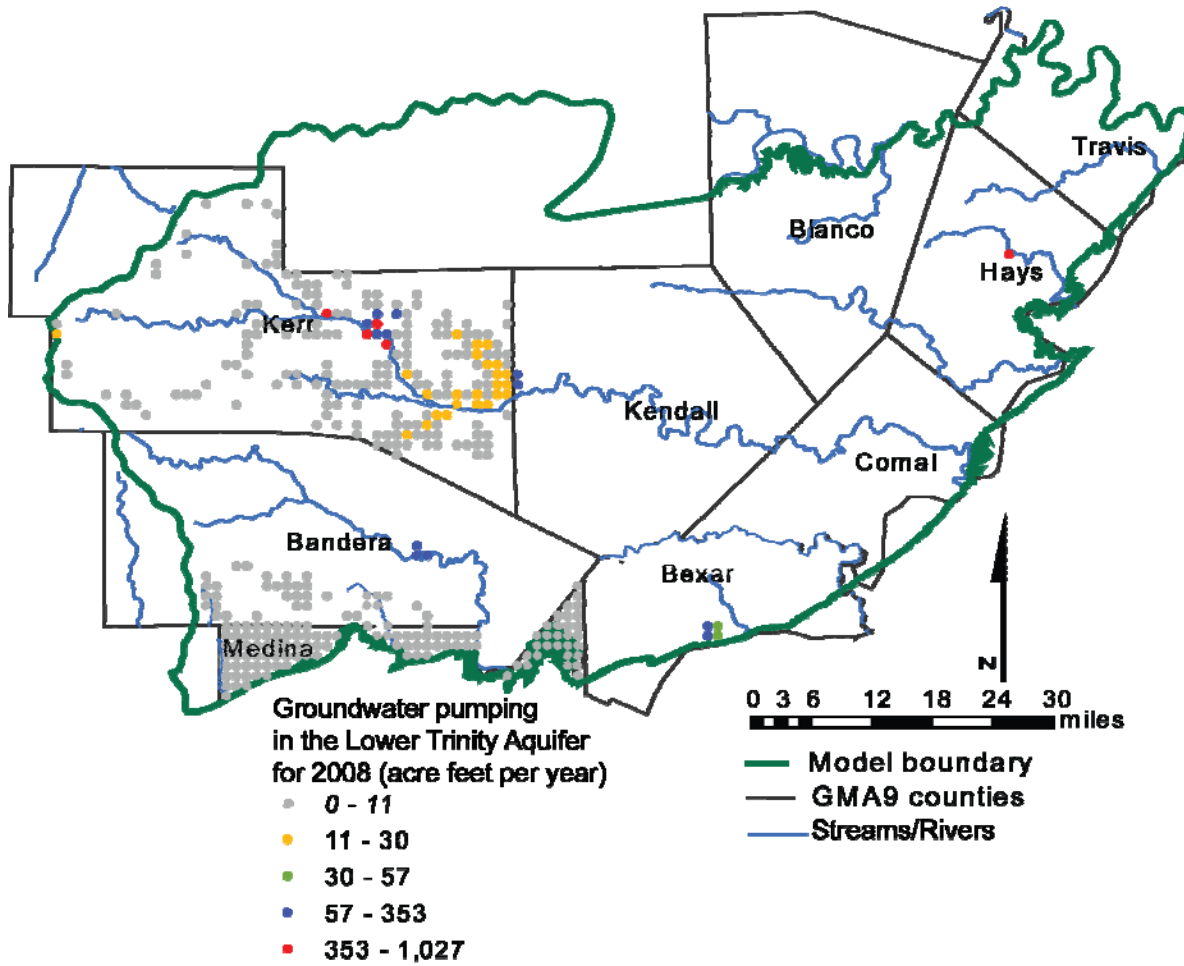 Travis
Blanco
Hays
Kerr
Kendall
Comal
Bandera
Bexar
Medina
Groundwater pumping
in the Lower Trinity Aquifer
for 2008 (acre feet per year)
0 - 11
11 - 30
30 - 57
57 - 353
353 - 1,027
N
0 3 6 12 18 24 30
miles
Model boundary
GMA9 counties
Streams/Rivers